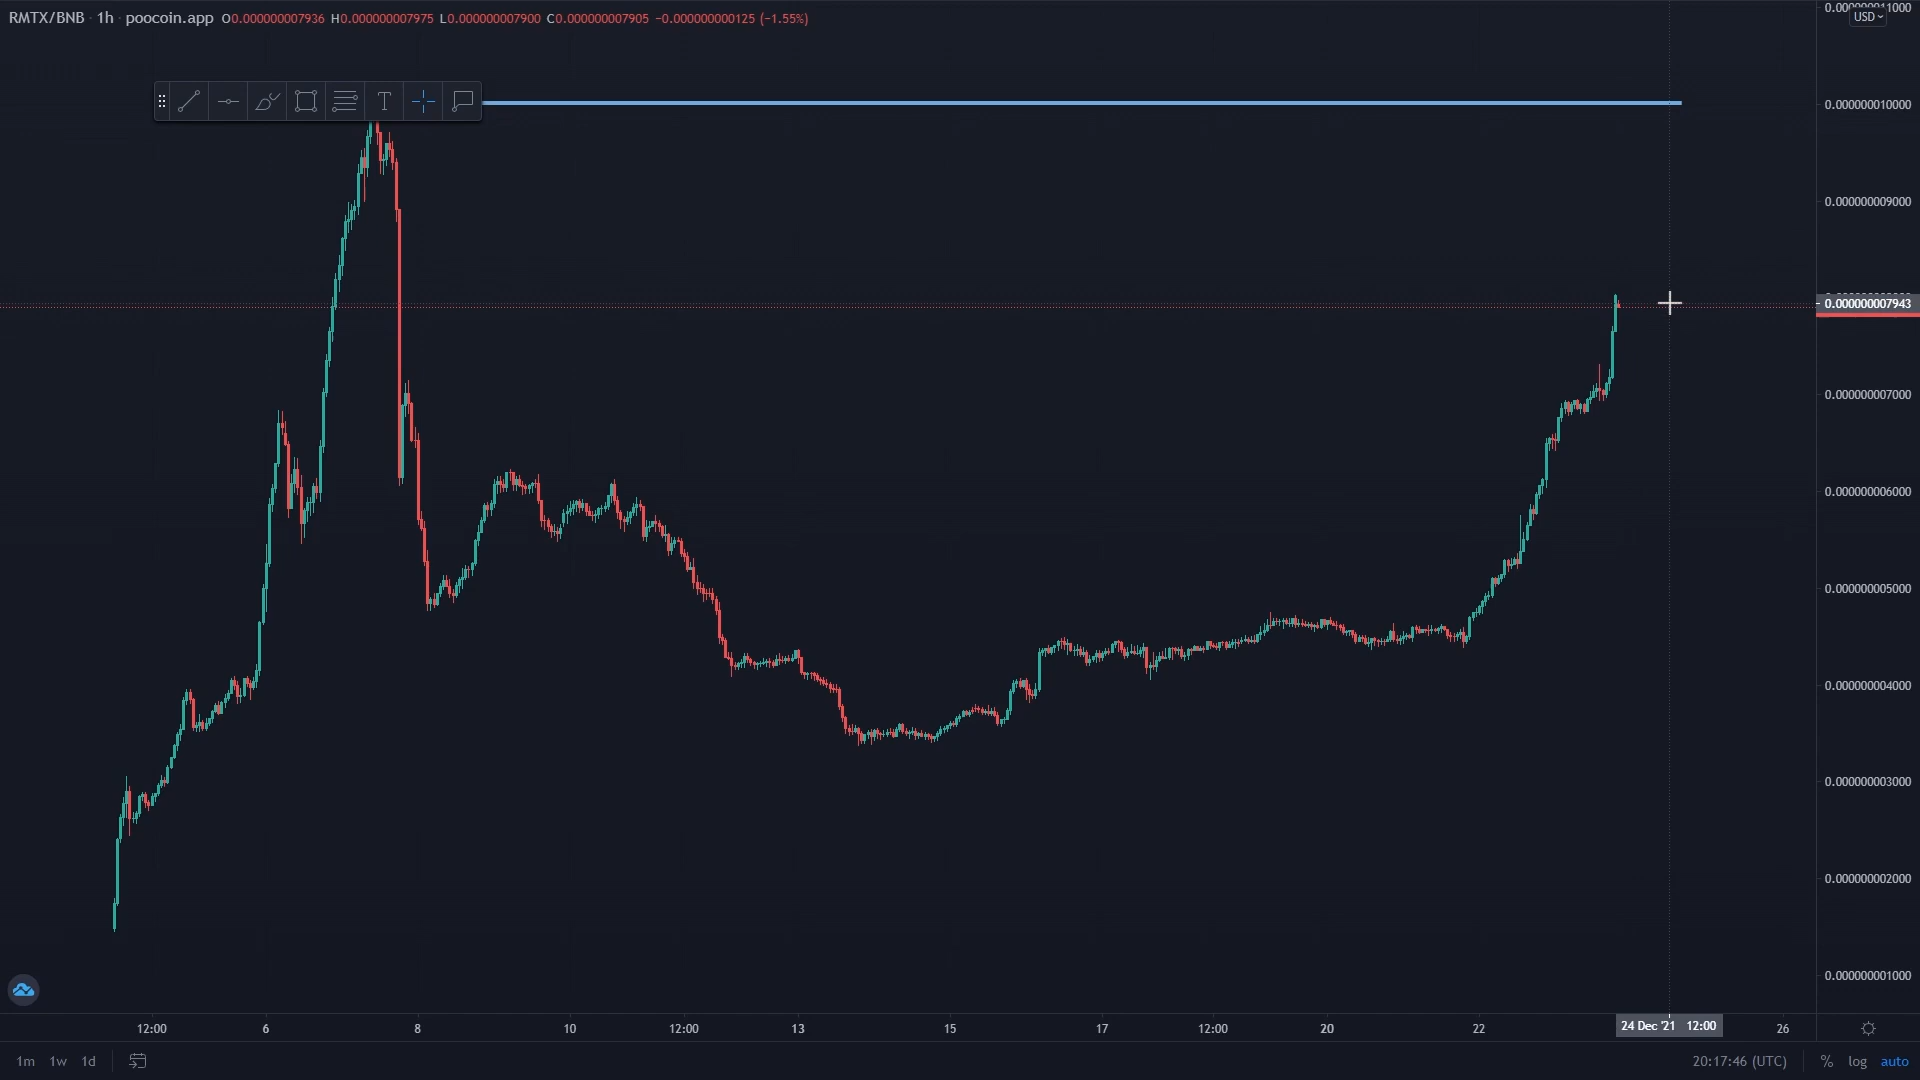 RMTX/BNB · 1h · poocoin.app O0.000000007936 H0.000000007975 L0.000000007900 C0.000000007905 −0.000000000125 (−1.55%)
0.000000011000
USD
T
0.000000010000
0.000000009000
0.000000007943
0.000000007000
0.000000006000
0.000000005000
0.000000004000
0.000000003000
0.000000002000
0.000000001000
12:00 6 8 10 12:00 13 15 17 12:00 20 22 24 Dec '21 12:00 26
1m 1w 1d 20:17:46 (UTC) % log auto